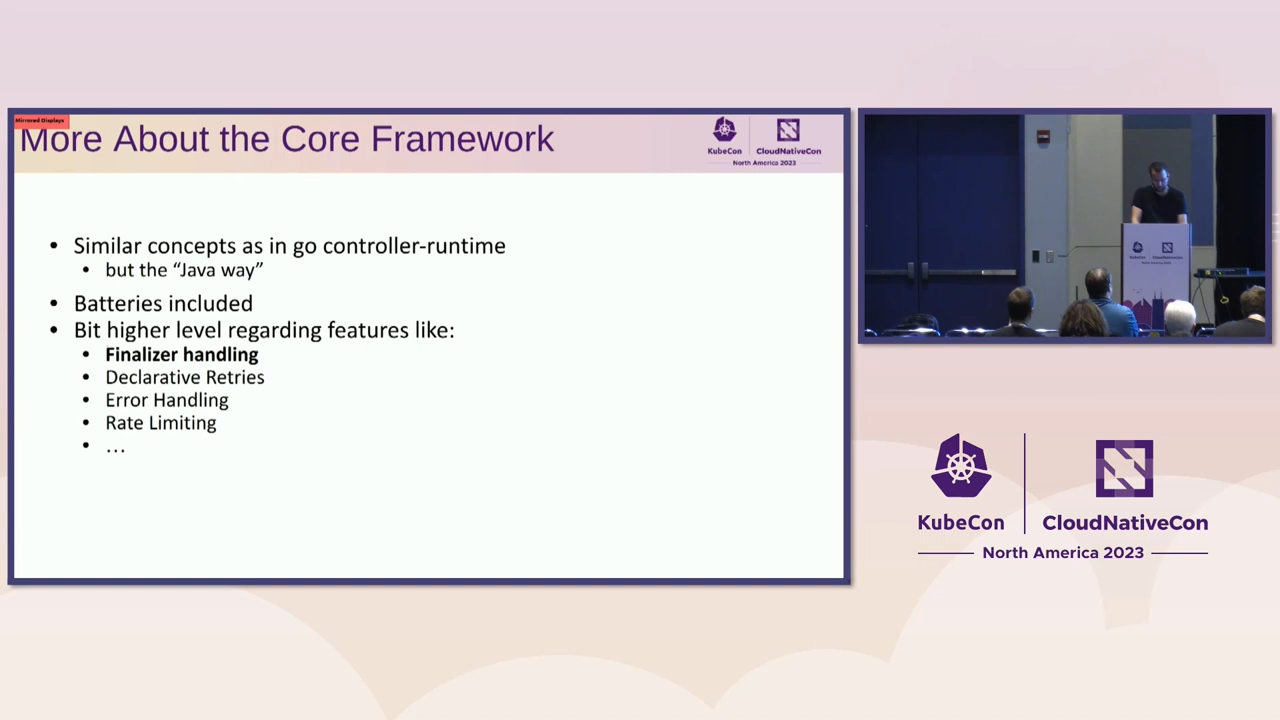 Mirrored Displays
More About the Core Framework
KubeCon
CloudNativeCon
North America 2023
• Similar concepts as in go controller-runtime
• but the “Java way”
• Batteries included
• Bit higher level regarding features like:
• Finalizer handling
• Declarative Retries
• Error Handling
• Rate Limiting
• ...
KubeCon
CloudNativeCon
North America 2023